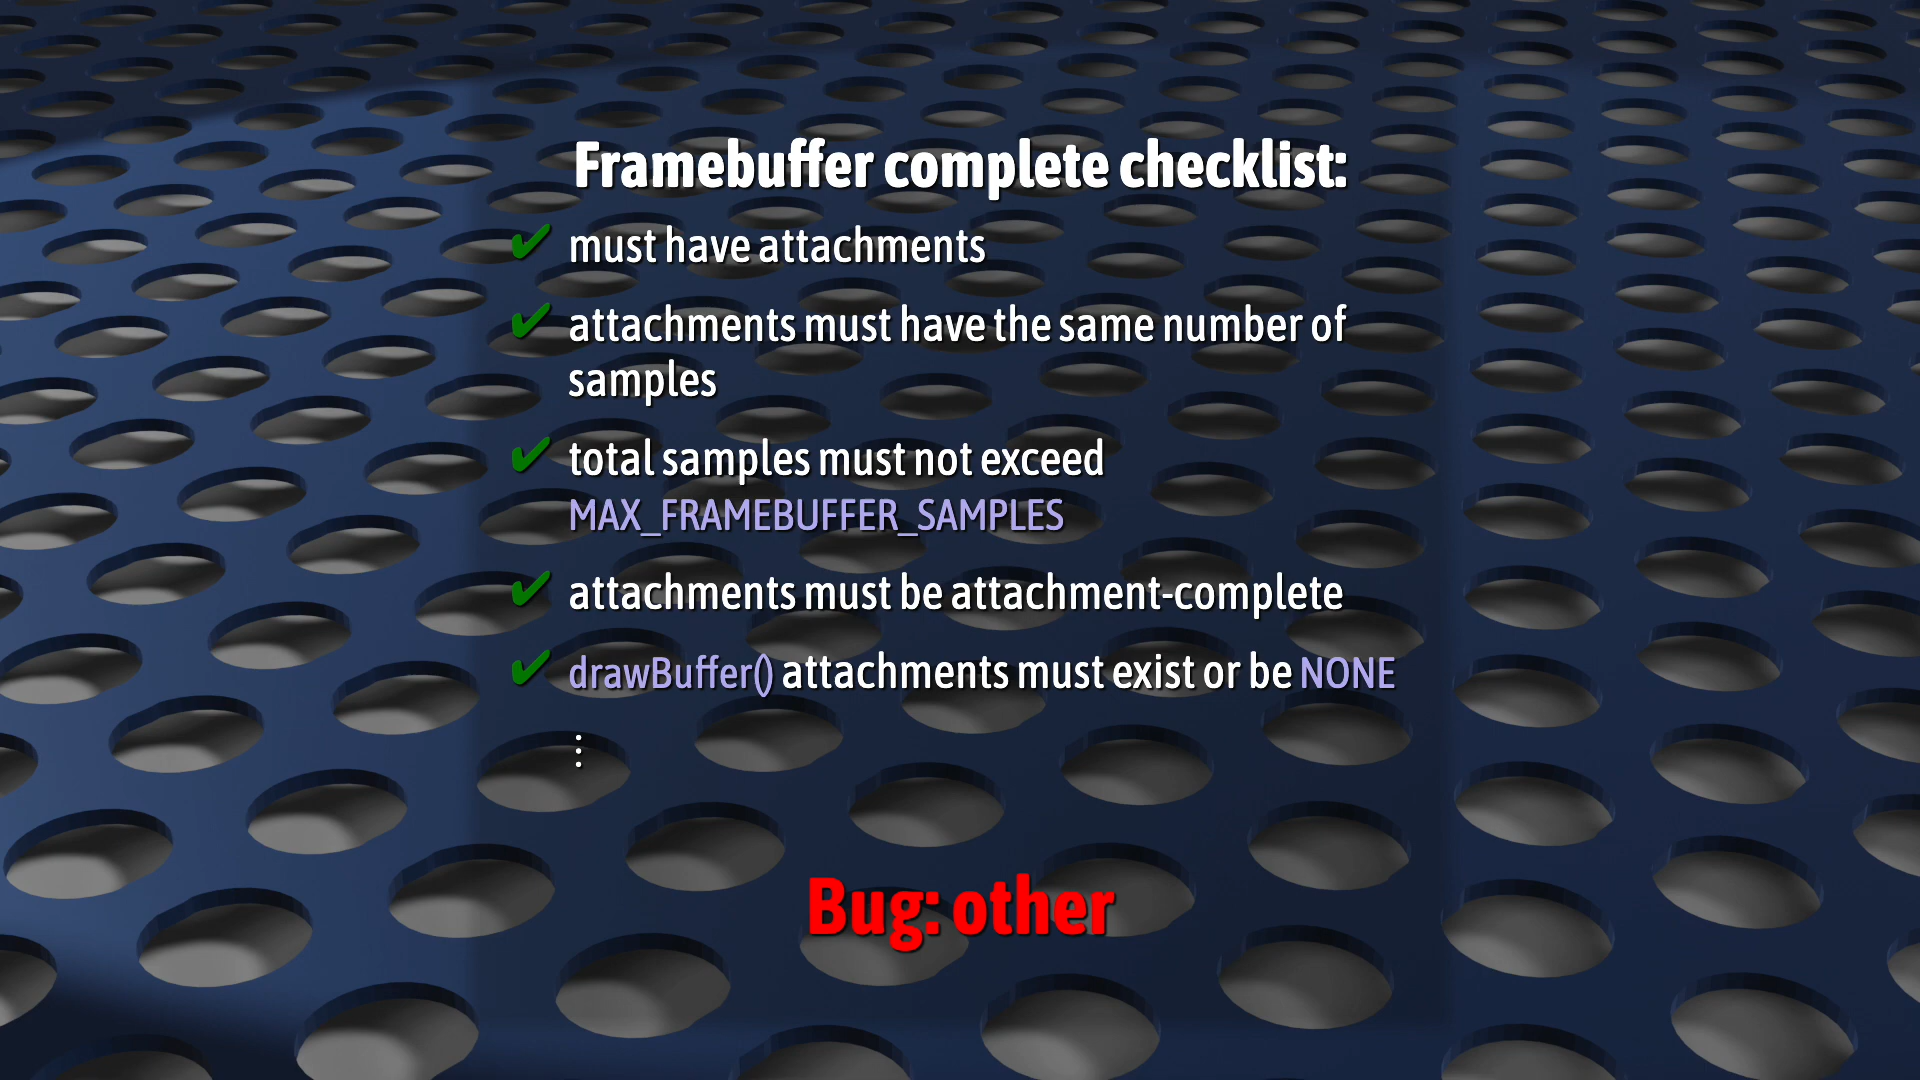 Framebuffer complete checklist:
✔ must have attachments
✔ attachments must have the same number of
samples
✔ total samples must not exceed
MAX_FRAMEBUFFER_SAMPLES
✔ attachments must be attachment-complete
✔ drawBuffer() attachments must exist or be NONE
⋮
Bug: other